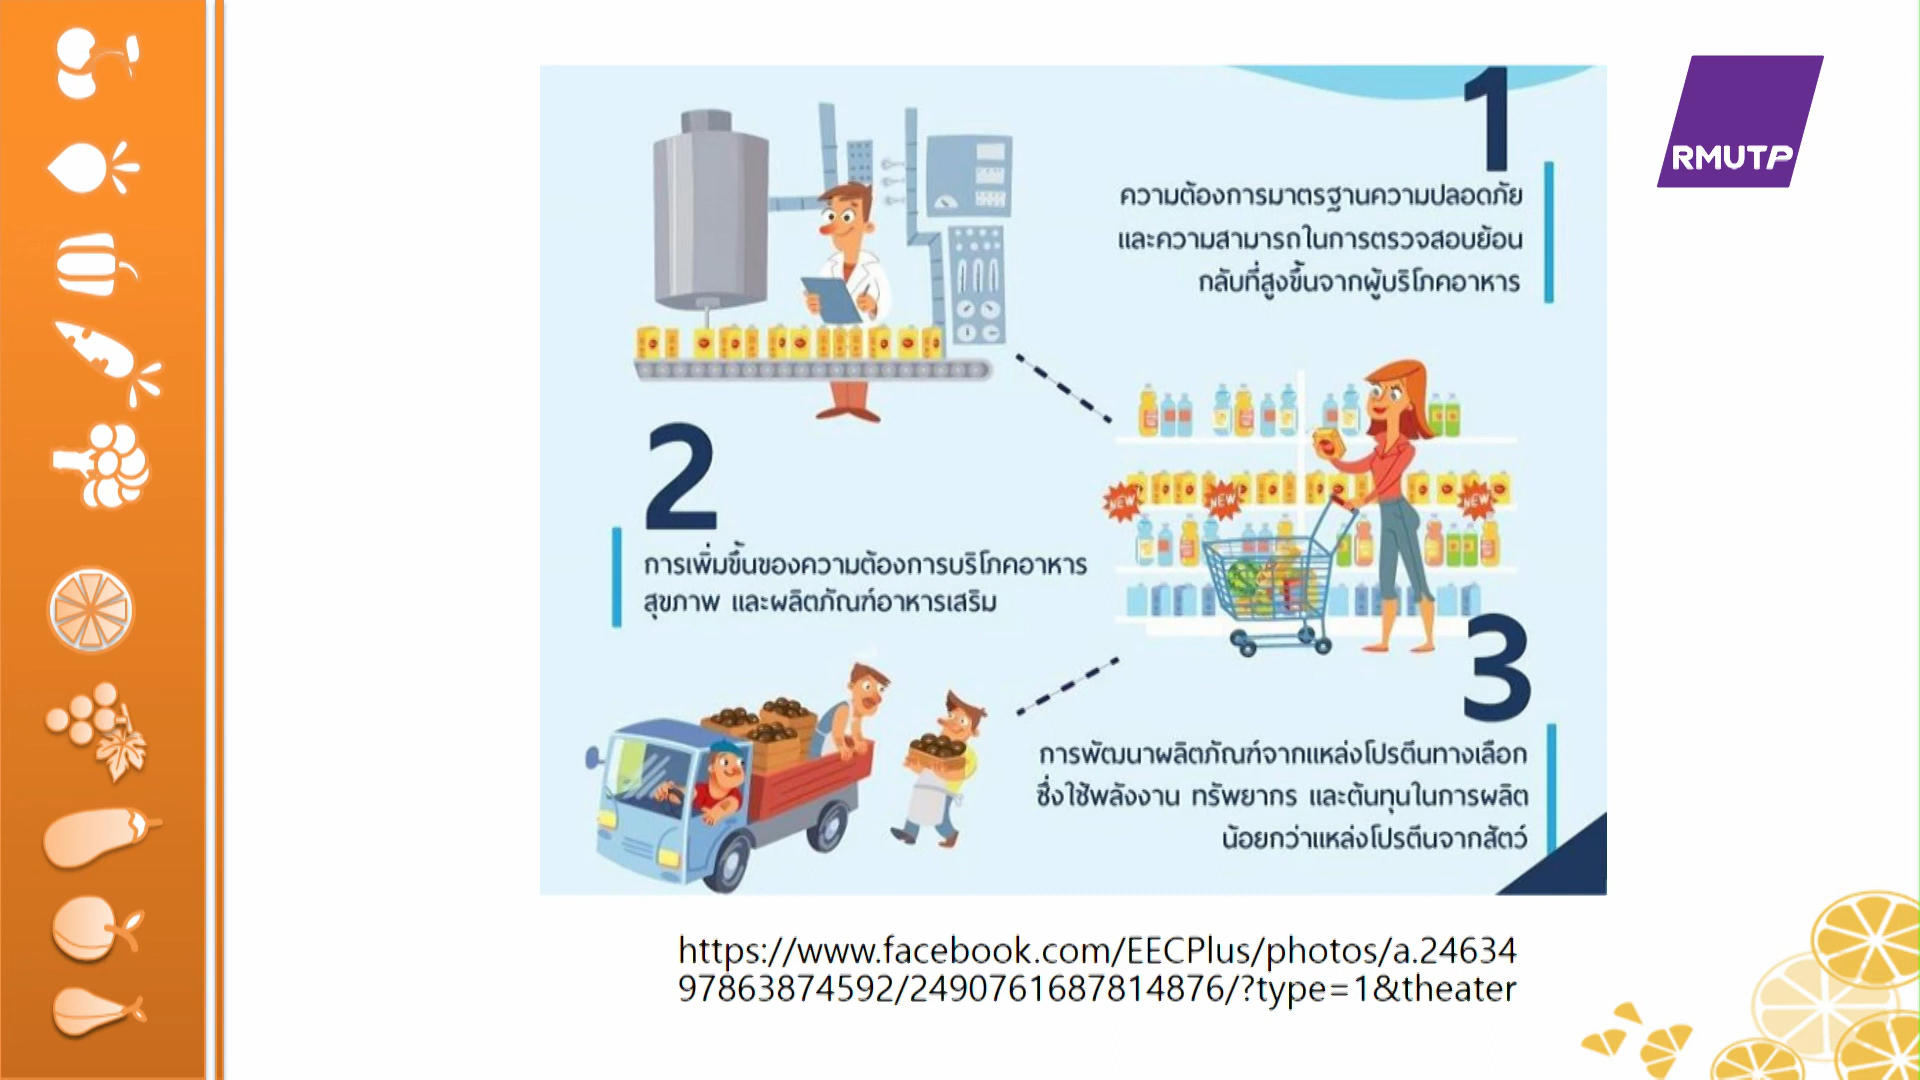 RMUTP
1
ความต้องการมาตรฐานความปลอดภัย
และความสามารถในการตรวจสอบย้อน
กลับที่สูงขึ้นจากผู้บริโภคอาหาร
2
การเพิ่มขึ้นของความต้องการบริโภคอาหาร
สุขภาพ และผลิตภัณฑ์อาหารเสริม
NEW
NEW
NEW
3
การพัฒนาผลิตภัณฑ์จากแหล่งโปรตีนทางเลือก
ซึ่งใช้พลังงาน ทรัพยากร และต้นทุนในการผลิต
น้อยกว่าแหล่งโปรตีนจากสัตว์
https://www.facebook.com/EECPlus/photos/a.24634
97863874592/2490761687814876/?type=1&theater